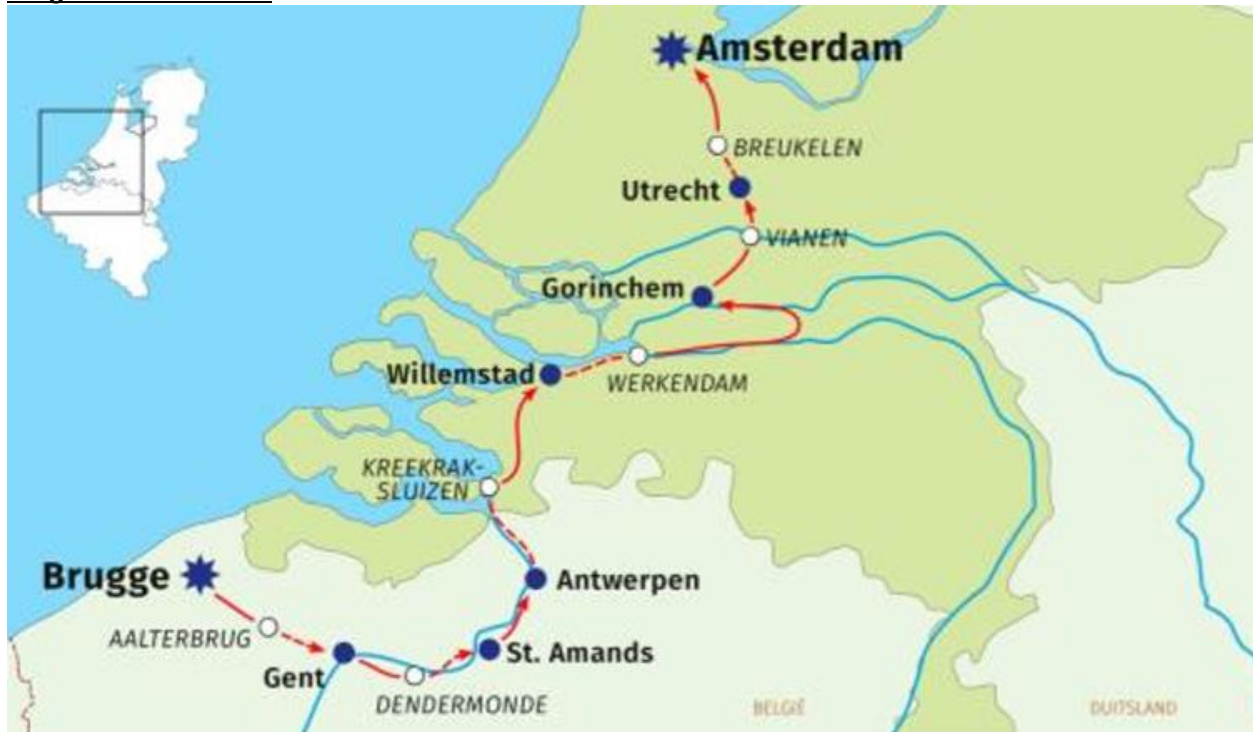 Amsterdam
BREUKELEN
Utrecht
VIANEN
Gorinchem
Willemstad
WERKENDAM
KREEKRAK-
SLUIZEN
Brugge
Antwerpen
AALTERBRUG
St. Amands
Gent
DENDERMONDE
BELGIË
DUITSLAND